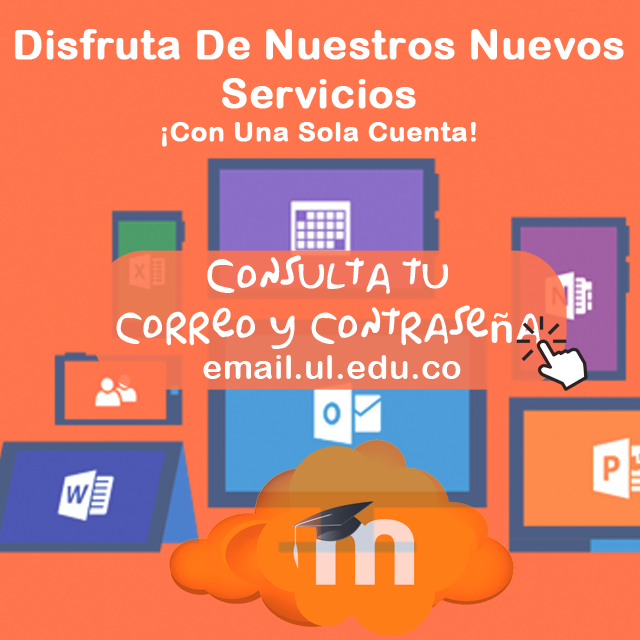 Disfruta De Nuestros Nuevos
Servicios
¡Con Una Sola Cuenta!
X
CONSULTA TU
N
CORREO Y CONTRASEÑA
email.ul.edu.co
O
W
P
m